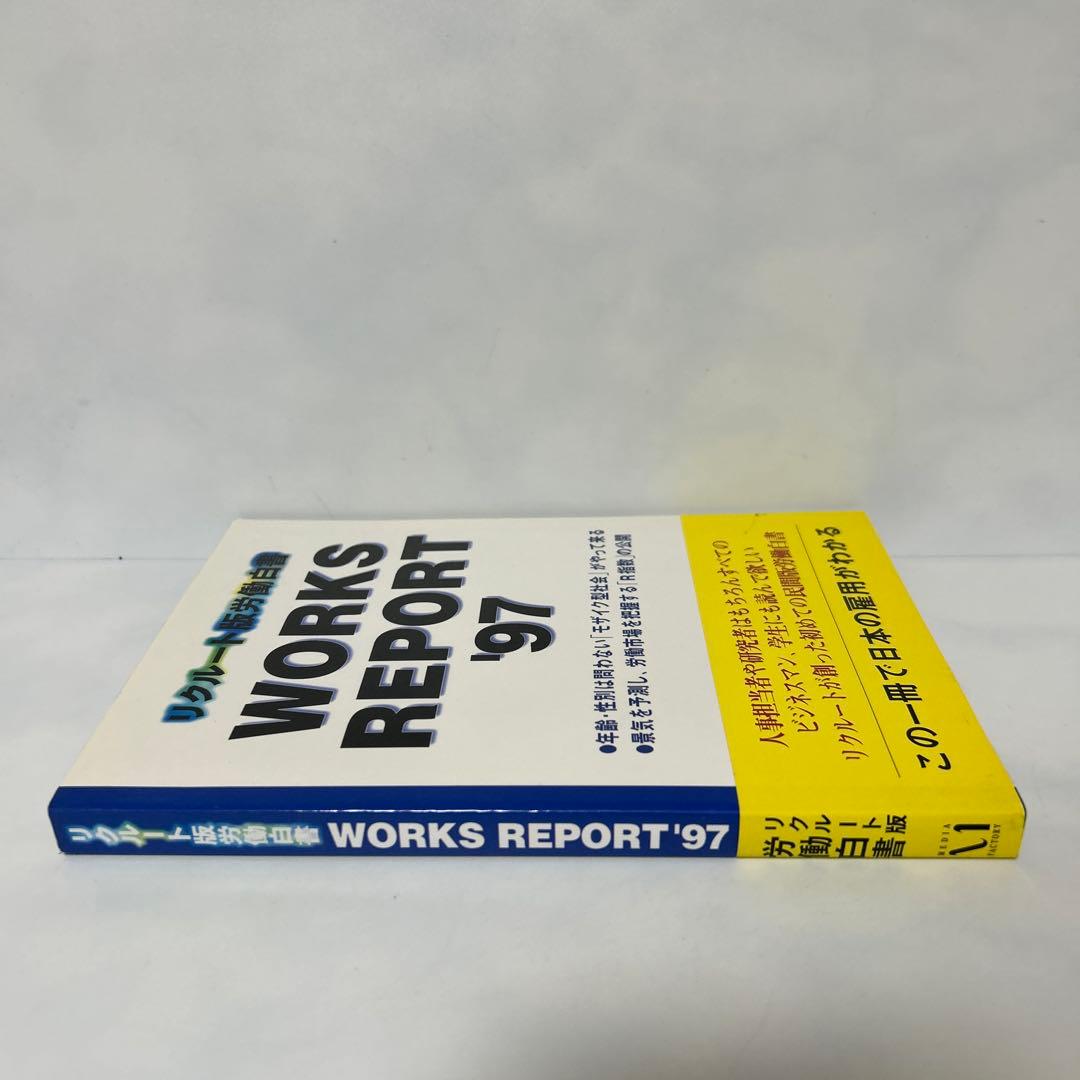 リクルート版労働白書
WORKS
REPORT
'97
●年齢・性別は問わない「モザイク型社会」がやって来る
●景気を予測し、労働市場を把握する「R指数」の公開
人事担当者や研究者はもちろんすべての
ビジネスマン、学生にも読んで欲しい
リクルートが創った初めての民間版労働白書
この一冊で日本の雇用がわかる
リクルート版労働白書 WORKS REPORT '97
リクルート版
労働白書
MEDIA
FACTORY